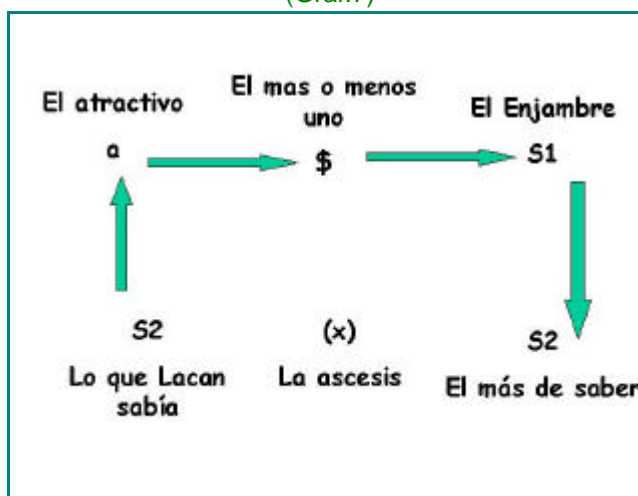 El atractivo
a
El mas o menos
uno
$
El Enjambre
S1
S2
Lo que Lacan
sabía
(x)
La ascesis
S2
El más de saber